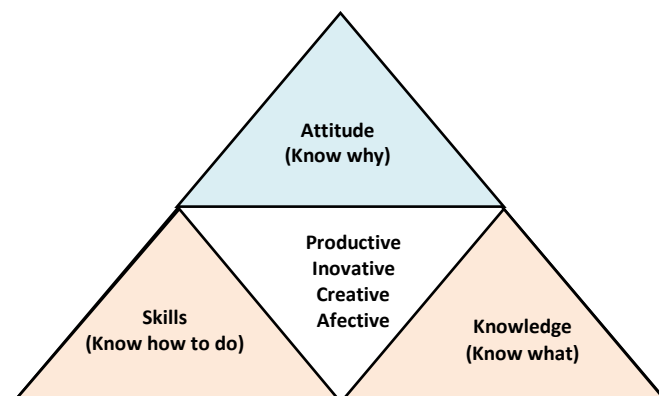 Attitude
(Know why)
Productive
Inovative
Creative
Afective
Skills
(Know how to do)
Knowledge
(Know what)